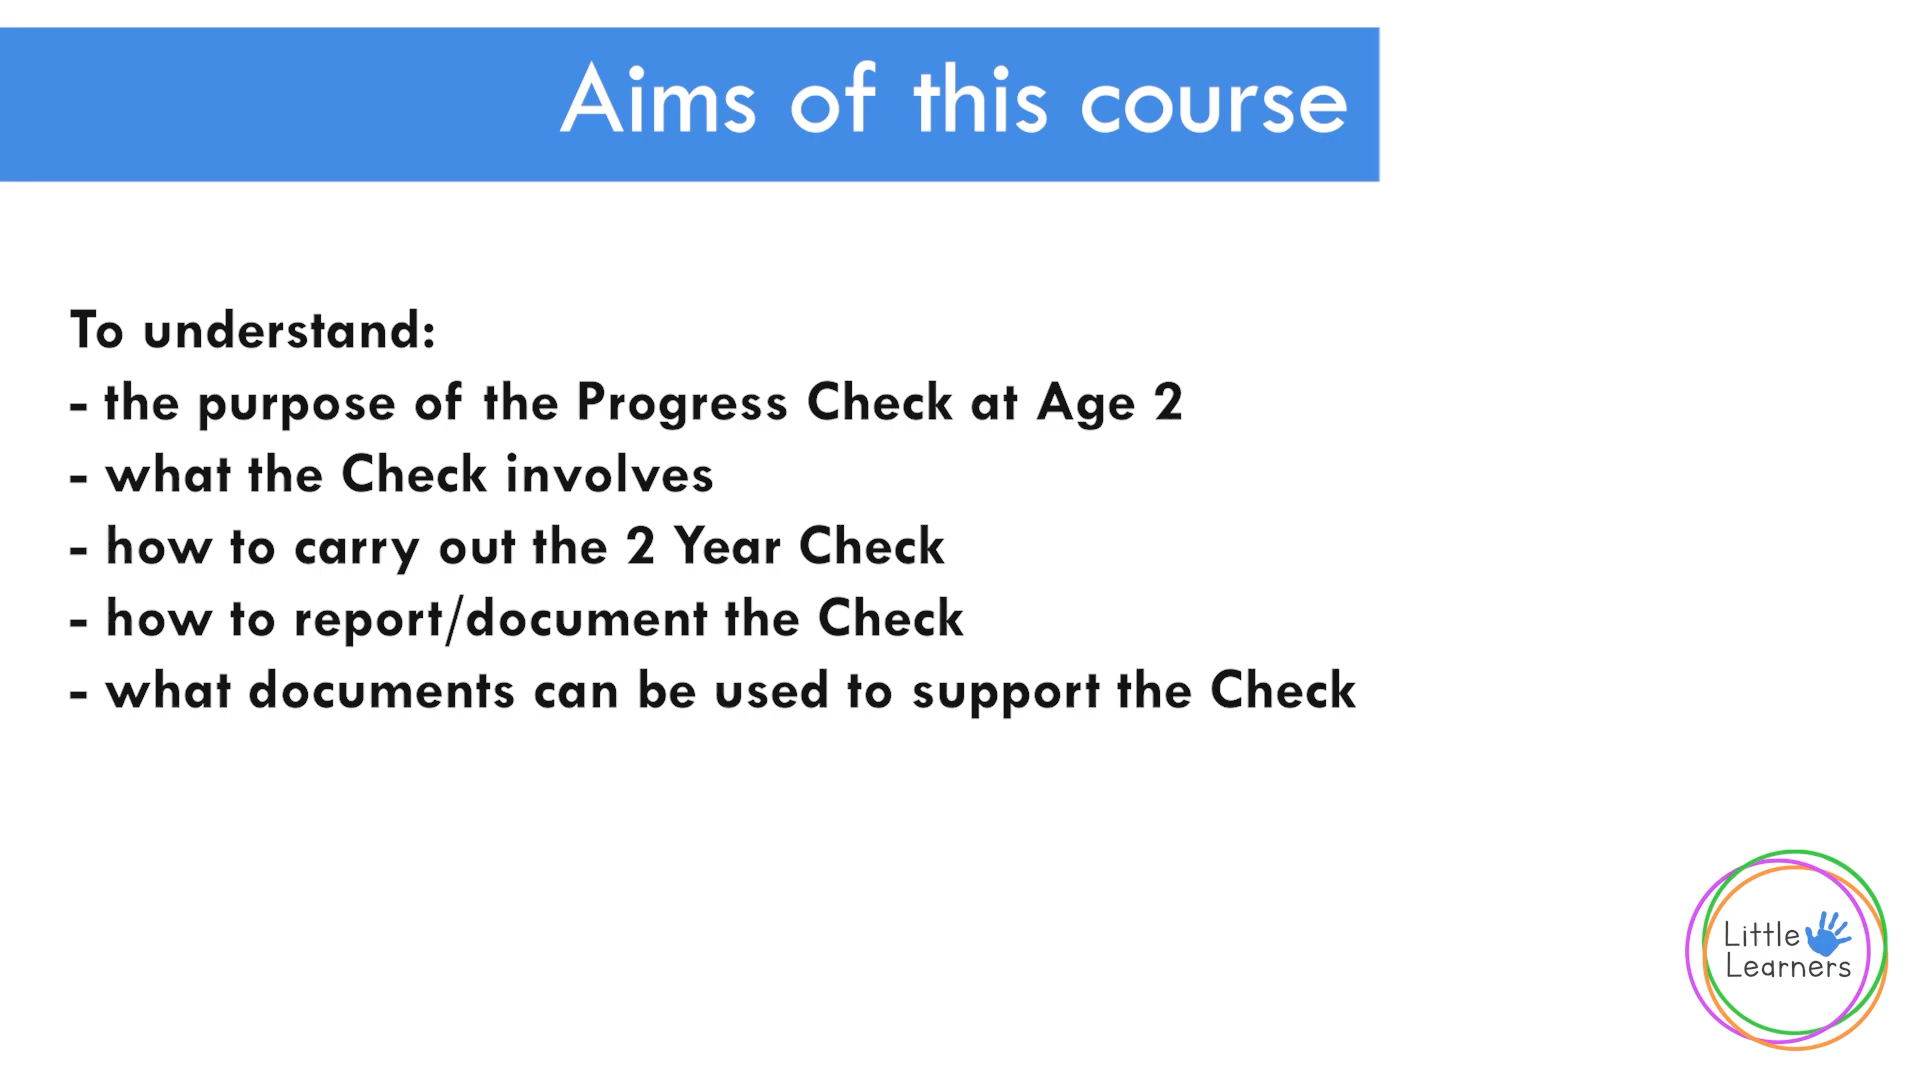 Aims of this course
To understand:
- the purpose of the Progress Check at Age 2
- what the Check involves
- how to carry out the 2 Year Check
- how to report/document the Check
- what documents can be used to support the Check
Little
Learners